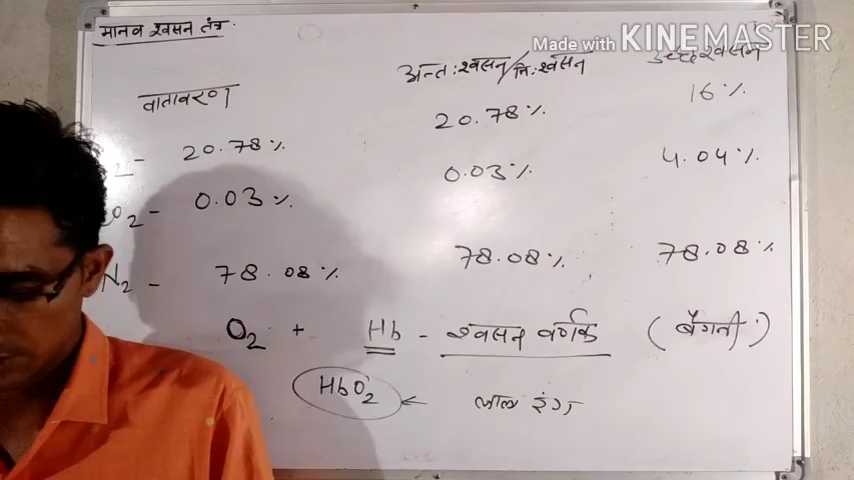 मानव श्वसन तंत्र
Made with KINEMASTER
वातावरण अन्तःश्वसन/निःश्वसन
20.78% 20.78% 16%
0.03% 0.03% 4.04%
N2 - 78.08% 78.08% 78.08%
O2 + Hb - श्वसन वर्णक (बैंगनी)
HbO2 ← लाल रंग